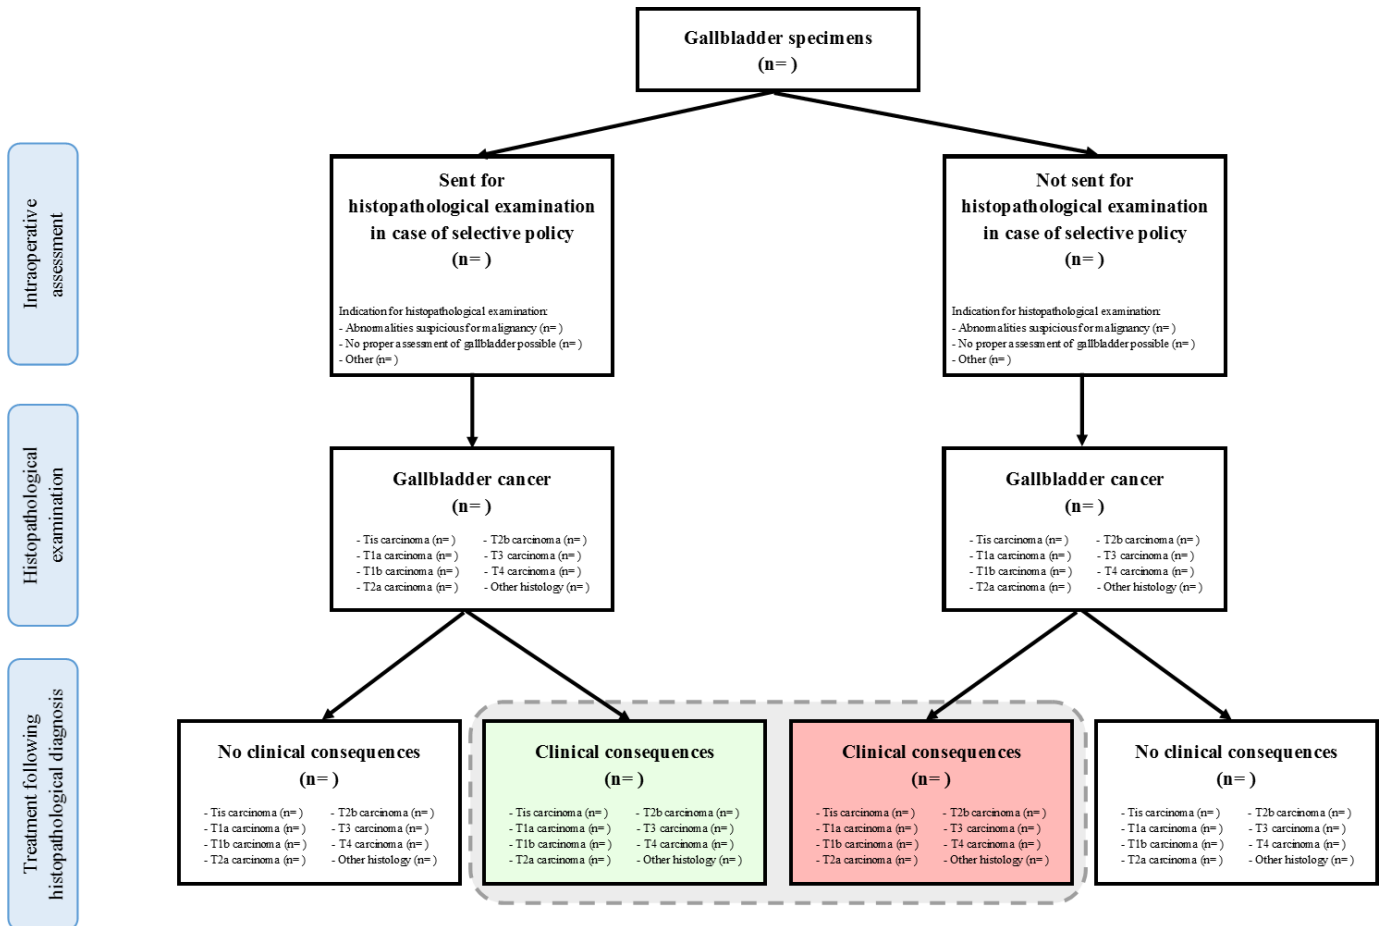 Gallbladder specimens
(n= )
Intraoperative
assessment
Sent for
histopathological examination
in case of selective policy
(n= )
Indication for histopathological examination:
- Abnormalities suspicious for malignancy (n= )
- No proper assessment of gallbladder possible (n= )
- Other (n= )
Not sent for
histopathological examination
in case of selective policy
(n= )
Indication for histopathological examination:
- Abnormalities suspicious for malignancy (n= )
- No proper assessment of gallbladder possible (n= )
- Other (n= )
Histopathological
examination
Gallbladder cancer
(n= )
- Tis carcinoma (n= )
- T1a carcinoma (n= )
- T1b carcinoma (n= )
- T2a carcinoma (n= )
- T2b carcinoma (n= )
- T3 carcinoma (n= )
- T4 carcinoma (n= )
- Other histology (n= )
Gallbladder cancer
(n= )
- Tis carcinoma (n= )
- T1a carcinoma (n= )
- T1b carcinoma (n= )
- T2a carcinoma (n= )
- T2b carcinoma (n= )
- T3 carcinoma (n= )
- T4 carcinoma (n= )
- Other histology (n= )
Treatment following
histopathological diagnosis
No clinical consequences
(n= )
- Tis carcinoma (n= )
- T1a carcinoma (n= )
- T1b carcinoma (n= )
- T2a carcinoma (n= )
- T2b carcinoma (n= )
- T3 carcinoma (n= )
- T4 carcinoma (n= )
- Other histology (n= )
Clinical consequences
(n= )
- Tis carcinoma (n= )
- T1a carcinoma (n= )
- T1b carcinoma (n= )
- T2a carcinoma (n= )
- T2b carcinoma (n= )
- T3 carcinoma (n= )
- T4 carcinoma (n= )
- Other histology (n= )
Clinical consequences
(n= )
- Tis carcinoma (n= )
- T1a carcinoma (n= )
- T1b carcinoma (n= )
- T2a carcinoma (n= )
- T2b carcinoma (n= )
- T3 carcinoma (n= )
- T4 carcinoma (n= )
- Other histology (n= )
No clinical consequences
(n= )
- Tis carcinoma (n= )
- T1a carcinoma (n= )
- T1b carcinoma (n= )
- T2a carcinoma (n= )
- T2b carcinoma (n= )
- T3 carcinoma (n= )
- T4 carcinoma (n= )
- Other histology (n= )